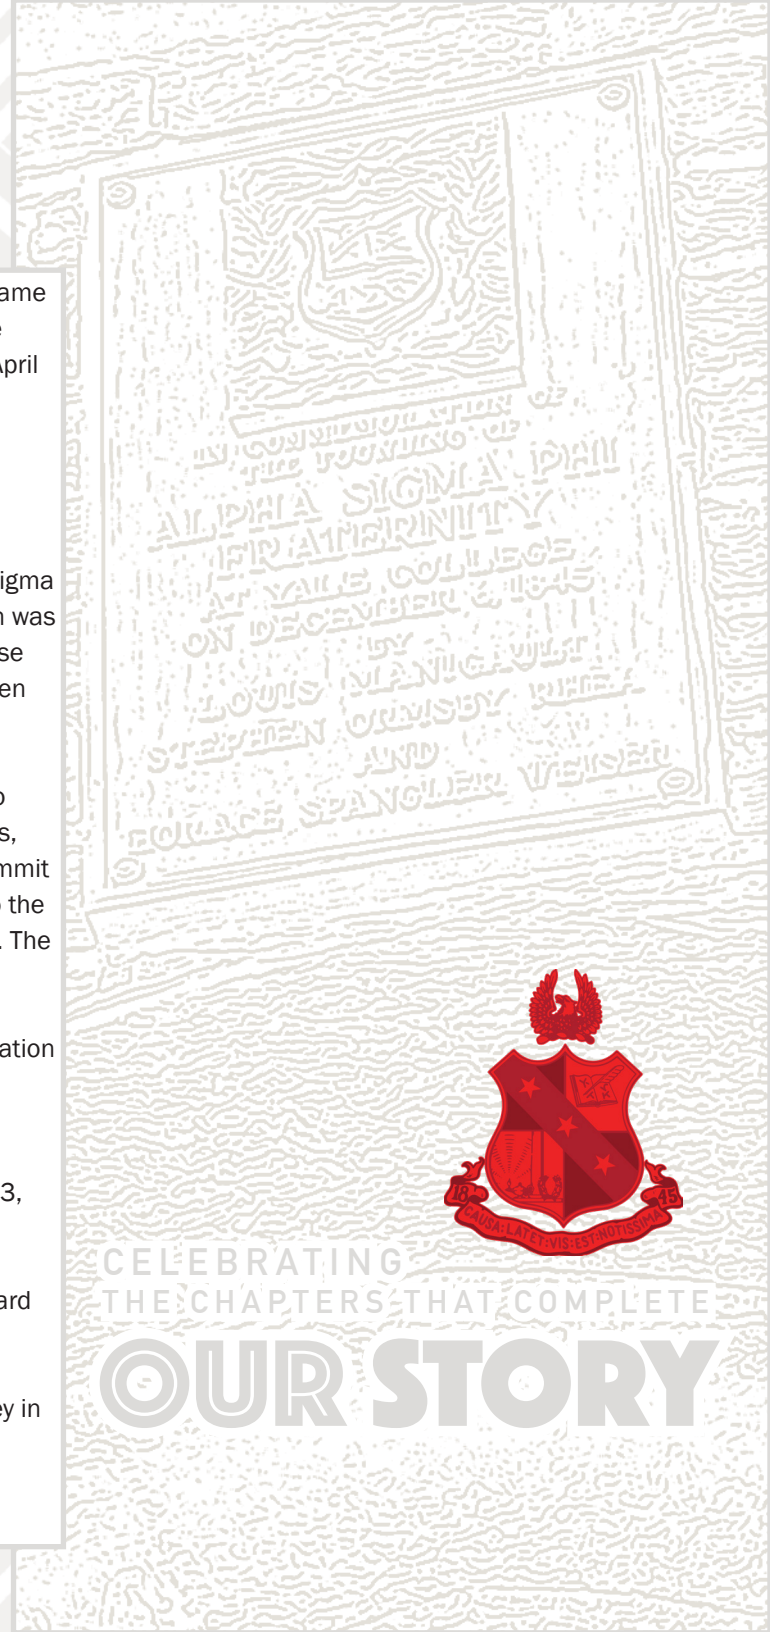 ame
e
April
igma
n was
se
en
o
s,
mmit
o the
. The
ation
3,
ard
ey in
IN COMMEMORATION OF
THE FOUNDING OF
ALPHA SIGMA PHI
FRATERNITY
AT YALE COLLEGE
ON DECEMBER 6, 1845
BY
LOUIS MANIGAULT
STEPHEN ORMSBY RHEA
AND
HORACE SPANGLER WEISER
18 45
CAUSA:LATET:VIS:EST:NOTISSIMA
CELEBRATING
THE CHAPTERS THAT COMPLETE
OUR STORY